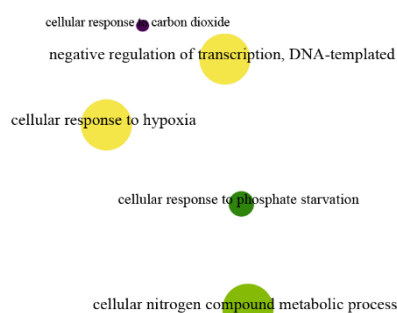 cellular response to carbon dioxide
negative regulation of transcription, DNA-templated
cellular response to hypoxia
cellular response to phosphate starvation
cellular nitrogen compound metabolic process